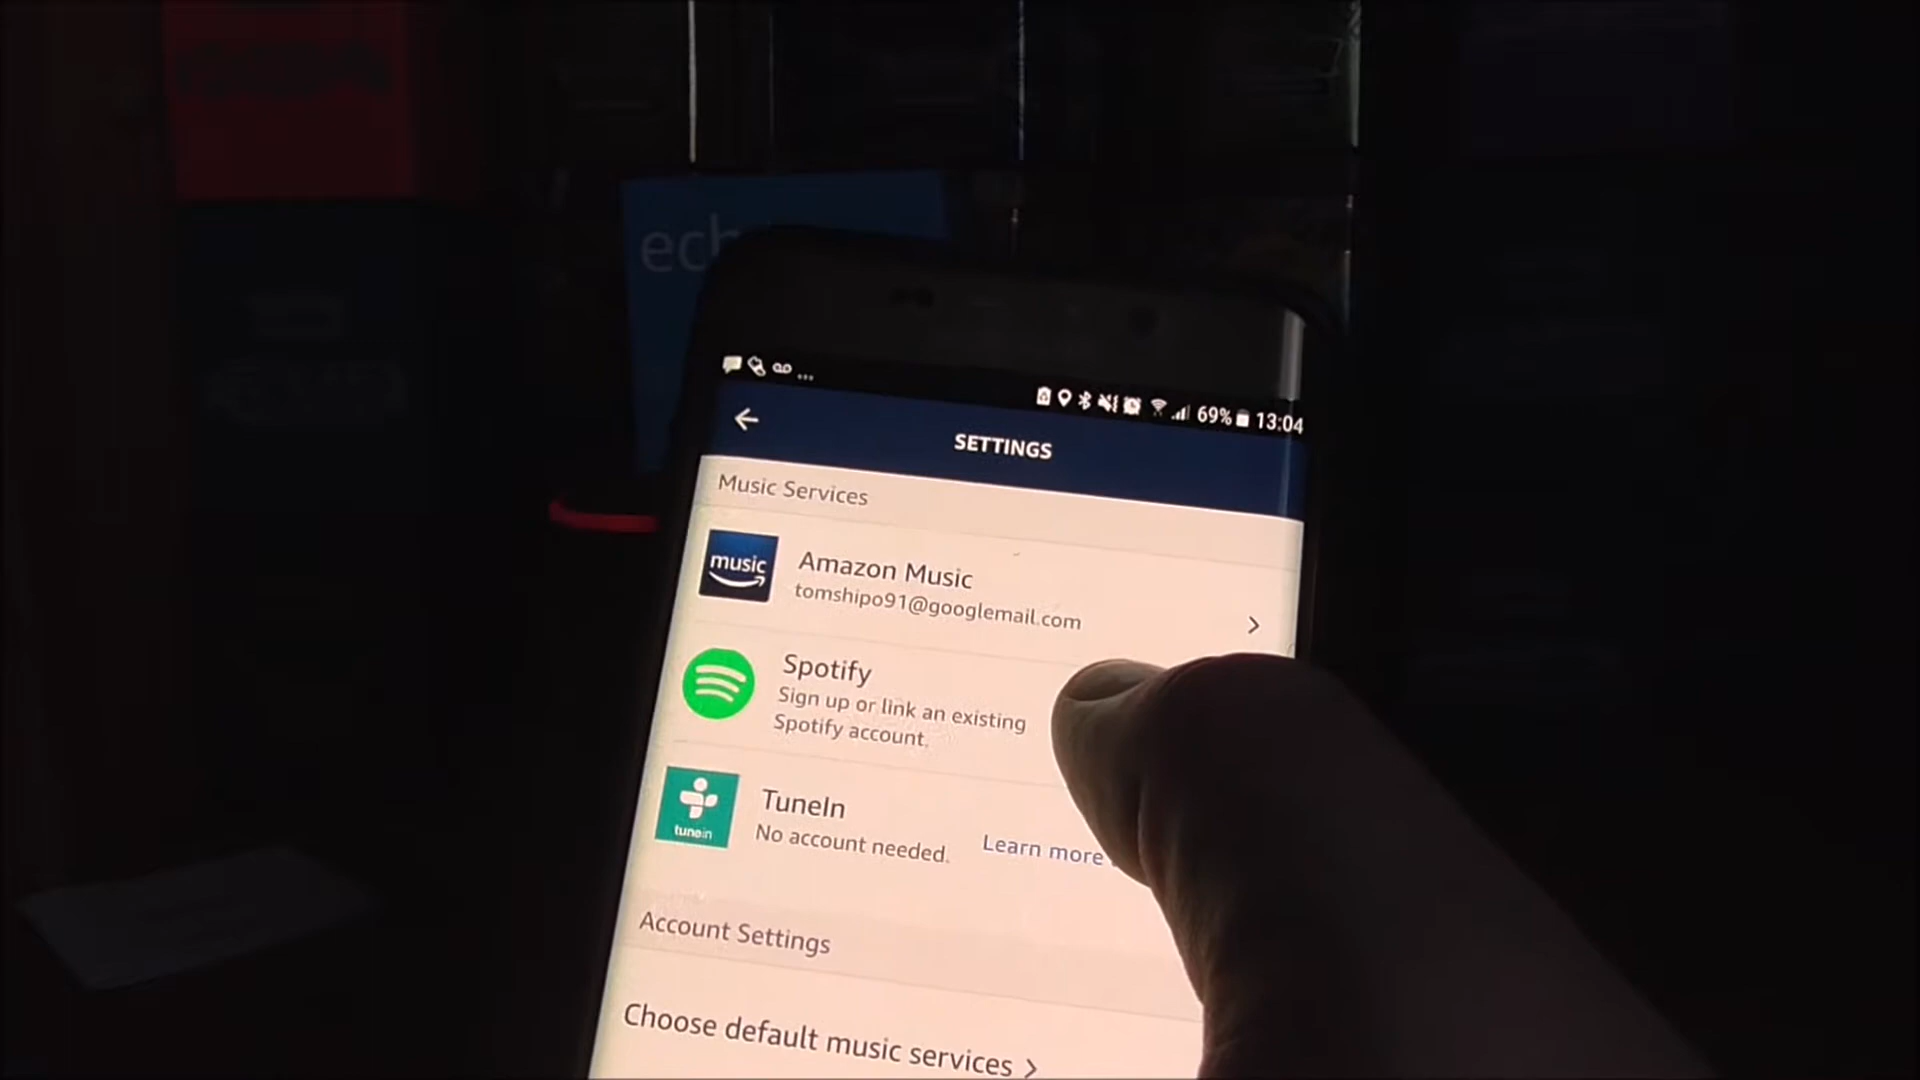 ech
69% 13:04
SETTINGS
Music Services
music
Amazon Music
tomshipo91@googlemail.com
Spotify
Sign up or link an existing
Spotify account.
TuneIn
tunein
No account needed.
Learn more
Account Settings
Choose default music services